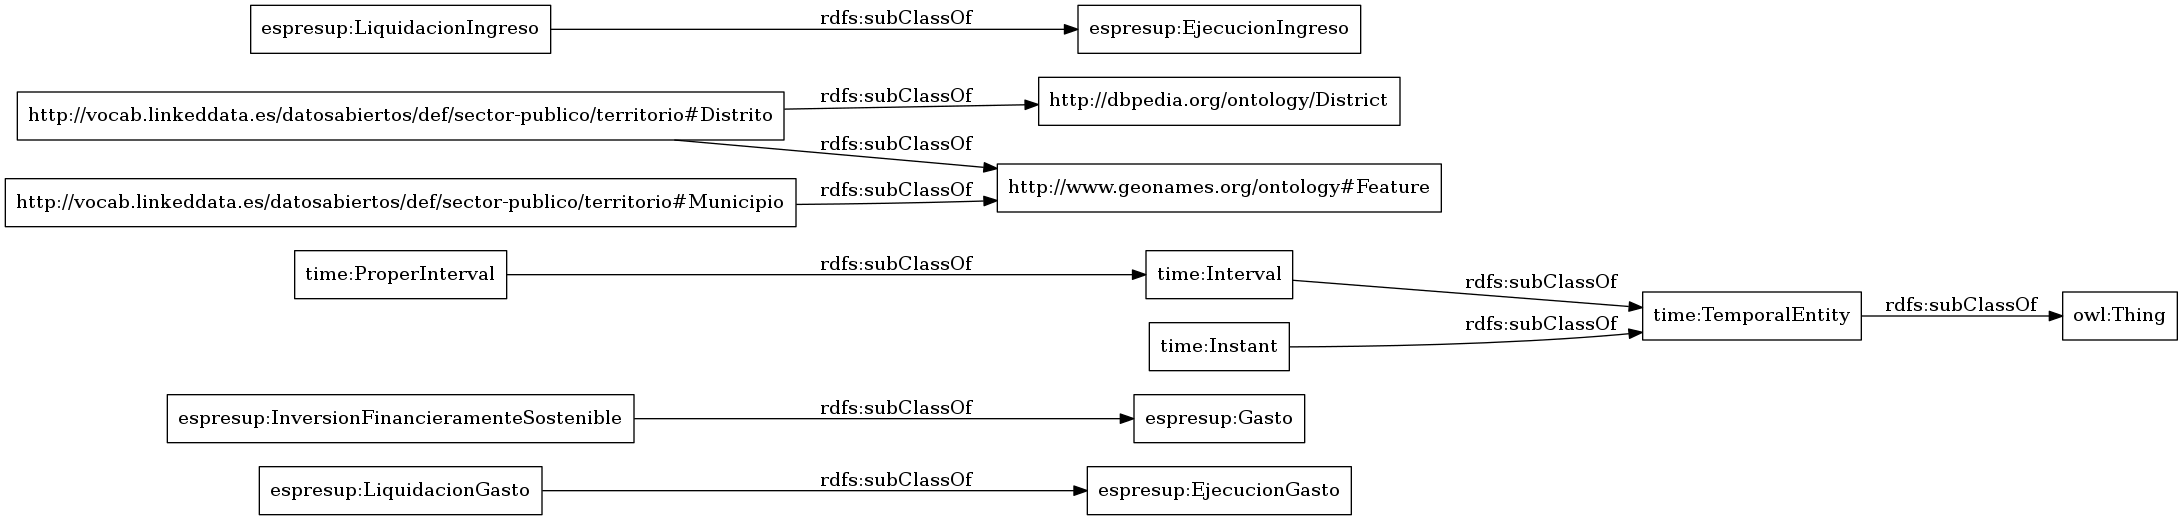 espresup:LiquidacionIngreso
rdfs:subClassOf
espresup:EjecucionIngreso
http://vocab.linkeddata.es/datosabiertos/def/sector-publico/territorio#Distrito
rdfs:subClassOf
http://dbpedia.org/ontology/District
rdfs:subClassOf
http://www.geonames.org/ontology#Feature
http://vocab.linkeddata.es/datosabiertos/def/sector-publico/territorio#Municipio
rdfs:subClassOf
time:ProperInterval
rdfs:subClassOf
time:Interval
rdfs:subClassOf
time:TemporalEntity
rdfs:subClassOf
owl:Thing
time:Instant
rdfs:subClassOf
espresup:InversionFinancieramenteSostenible
rdfs:subClassOf
espresup:Gasto
espresup:LiquidacionGasto
rdfs:subClassOf
espresup:EjecucionGasto